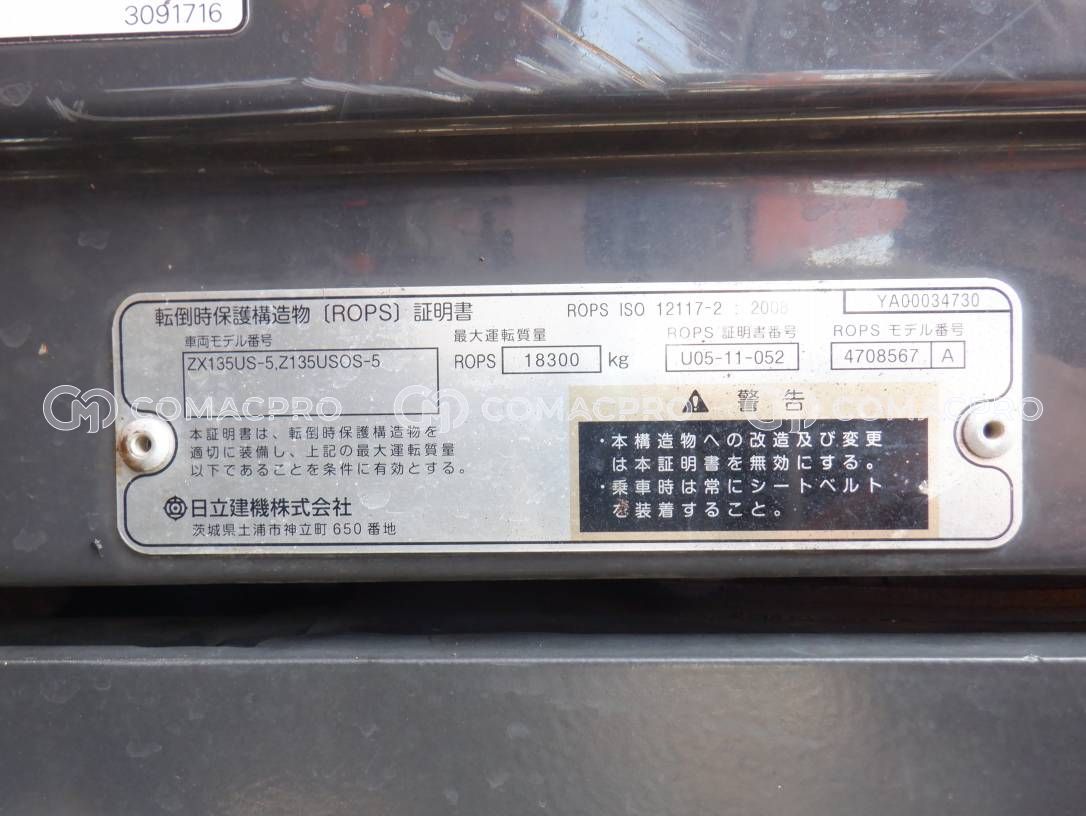 3091716
転倒時保護構造物〔ROPS〕証明書
ROPS ISO 12117-2 : 2008
YA00034730
車両モデル番号
ZX135US-5,Z135USOS-5
最大運転質量
ROPS 18300 kg
ROPS 証明書番号
U05-11-052
ROPS モデル番号
4708567 A
本証明書は、転倒時保護構造物を
適切に装備し、上記の最大運転質量
以下であることを条件に有効とする。
日立建機株式会社
茨城県土浦市神立町 650 番地
警告
・本構造物への改造及び変更
は本証明書を無効にする。
・乗車時は常にシートベルト
を装着すること。
COMACPRO COMACPRO COMACPRO